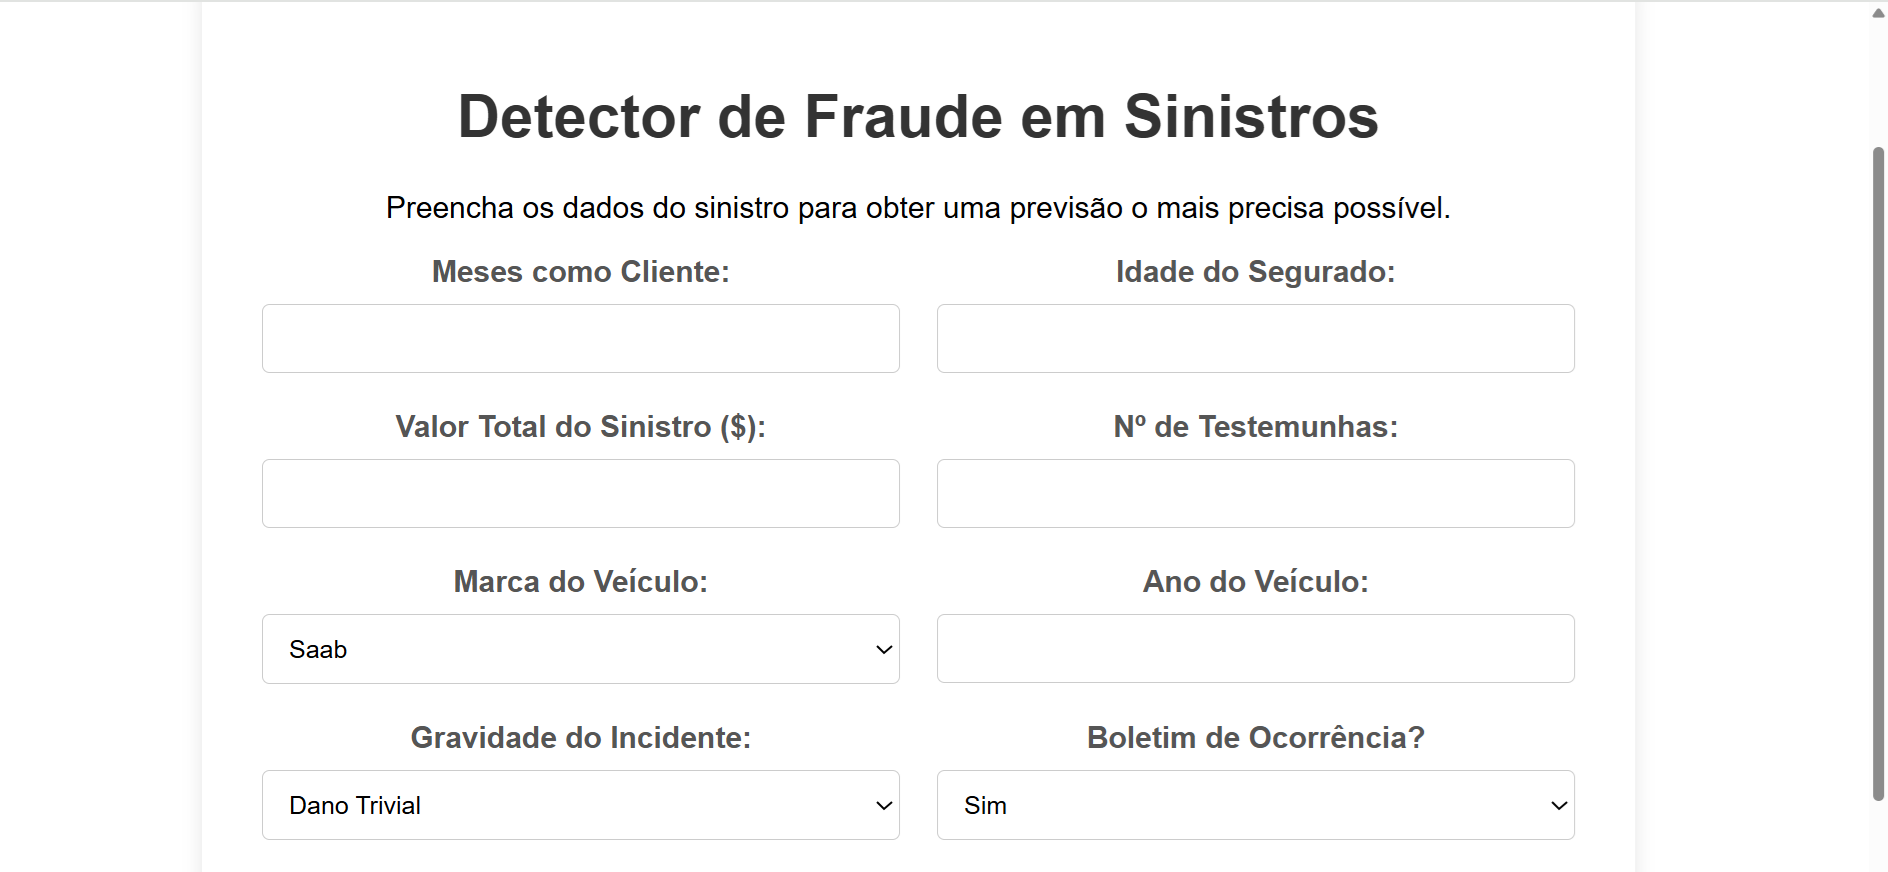 Detector de Fraude em Sinistros
Preencha os dados do sinistro para obter uma previsão o mais precisa possível.
Meses como Cliente:
Idade do Segurado:
Valor Total do Sinistro ($):
Nº de Testemunhas:
Marca do Veículo:
Ano do Veículo:
Saab
Gravidade do Incidente:
Boletim de Ocorrência?
Dano Trivial
Sim